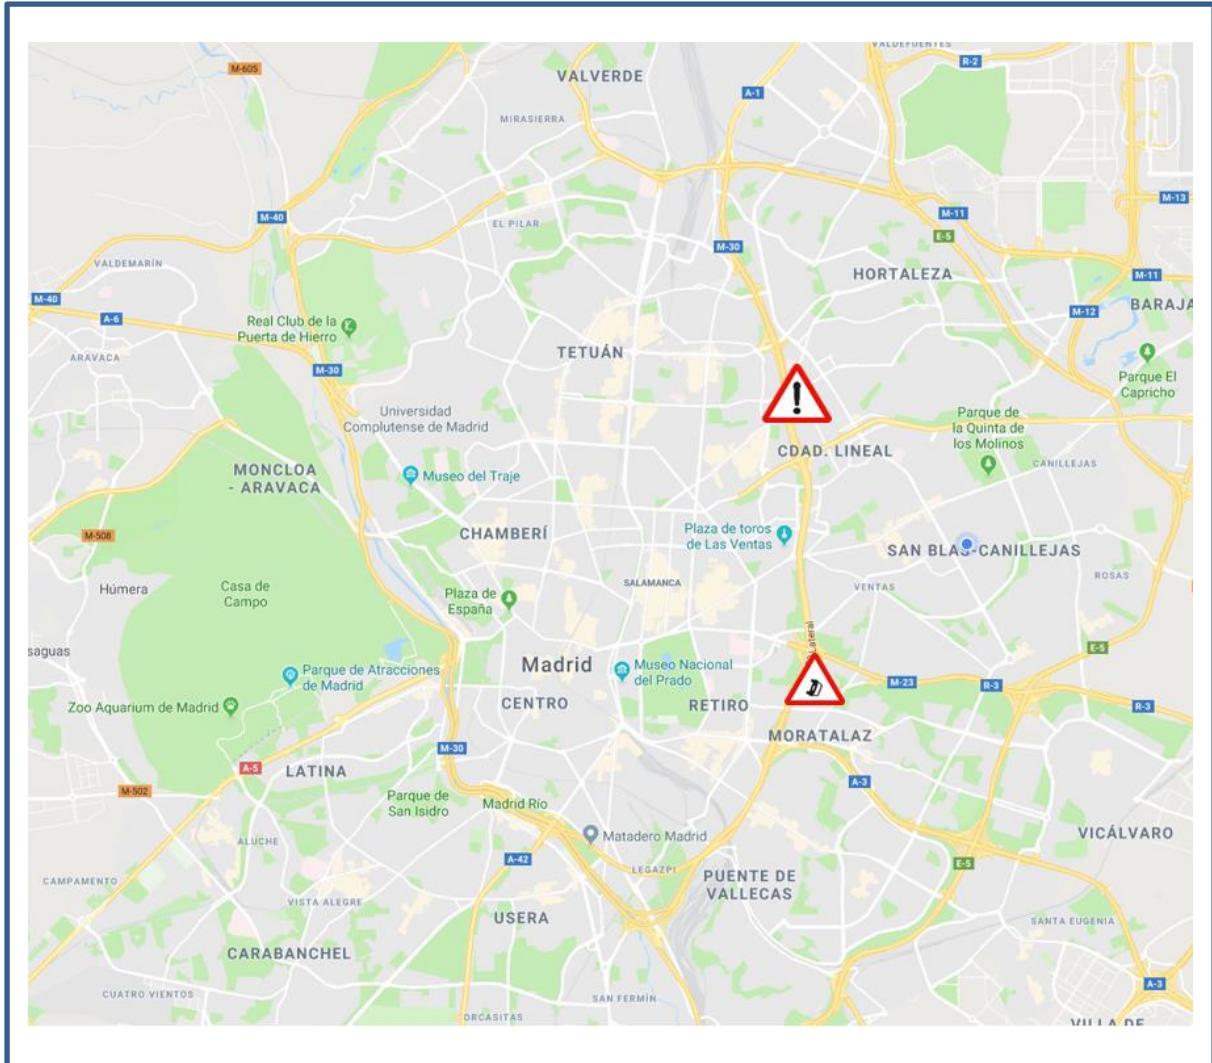 VALDEFUENTES
R-2
M-605
VALVERDE
A-1
MIRASIERRA
M-13
M-40
M-11
EL PILAR
E-5
M-30
VALDEMARÍN
HORTALEZA
M-11
M-40
BARAJA
A-6
M-12
Real Club de la
Puerta de Hierro
ARAVACA
TETUÁN
M-30
Parque El
Capricho
!
Universidad
Complutense de Madrid
Parque de
la Quinta de
los Molinos
CDAD. LINEAL
CANILLEJAS
MONCLOA
- ARAVACA
Museo del Traje
M-508
CHAMBERÍ
Plaza de toros
de Las Ventas
SAN BLAS-CANILLEJAS
ROSAS
Húmera
Casa de
Campo
Plaza de
España
SALAMANCA
VENTAS
Lateral
saguas
E-5
Parque de Atracciones
de Madrid
Madrid
Museo Nacional
del Prado
M-23
R-3
Zoo Aquarium de Madrid
CENTRO
RETIRO
R-3
MORATALAZ
M-30
A-5
LATINA
A-3
M-502
Parque de
San Isidro
Madrid Río
Matadero Madrid
VICÁLVARO
ALUCHE
A-42
LEGAZPI
E-5
CAMPAMENTO
PUENTE DE
VALLECAS
VISTA ALEGRE
USERA
SANTA EUGENIA
CARABANCHEL
A-3
CUATRO VIENTOS
SAN FERMÍN
ORCASITAS
VILLA DE